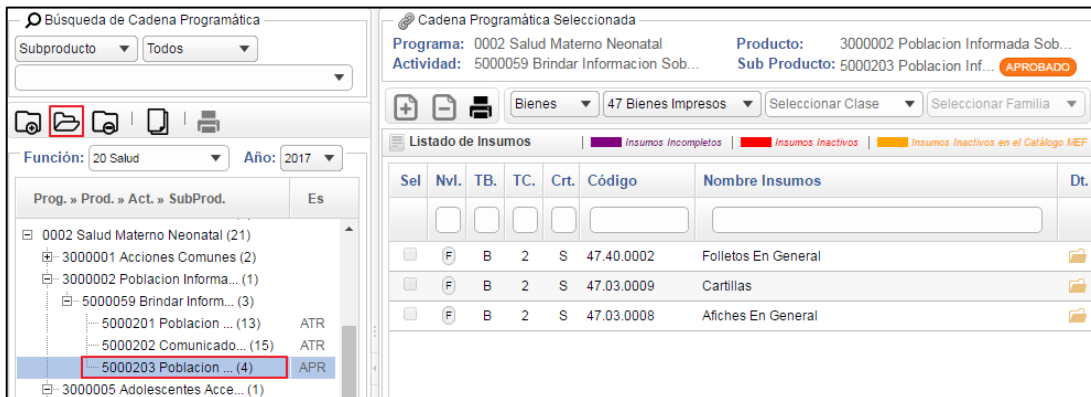 Búsqueda de Cadena Programática
Subproducto Todos
Función: 20 Salud Año: 2017
Prog. » Prod. » Act. » SubProd. Es
0002 Salud Materno Neonatal (21)
3000001 Acciones Comunes (2)
3000002 Poblacion Informa... (1)
5000059 Brindar Inform... (3)
5000201 Poblacion ... (13) ATR
5000202 Comunicado... (15) ATR
5000203 Poblacion ... (4) APR
3000005 Adolescentes Acce... (1)
Cadena Programática Seleccionada
Programa: 0002 Salud Materno Neonatal Producto: 3000002 Poblacion Informada Sob...
Actividad: 5000059 Brindar Informacion Sob... Sub Producto: 5000203 Poblacion Inf... APROBADO
Bienes 47 Bienes Impresos Seleccionar Clase Seleccionar Familia
Listado de Insumos | Insumos Incompletos | Insumos Inactivos | Insumos Inactivos en el Catálogo MEF
Sel Nvl. TB. TC. Crt. Código Nombre Insumos Dt.
F B 2 S 47.40.0002 Folletos En General
F B 2 S 47.03.0009 Cartillas
F B 2 S 47.03.0008 Afiches En General